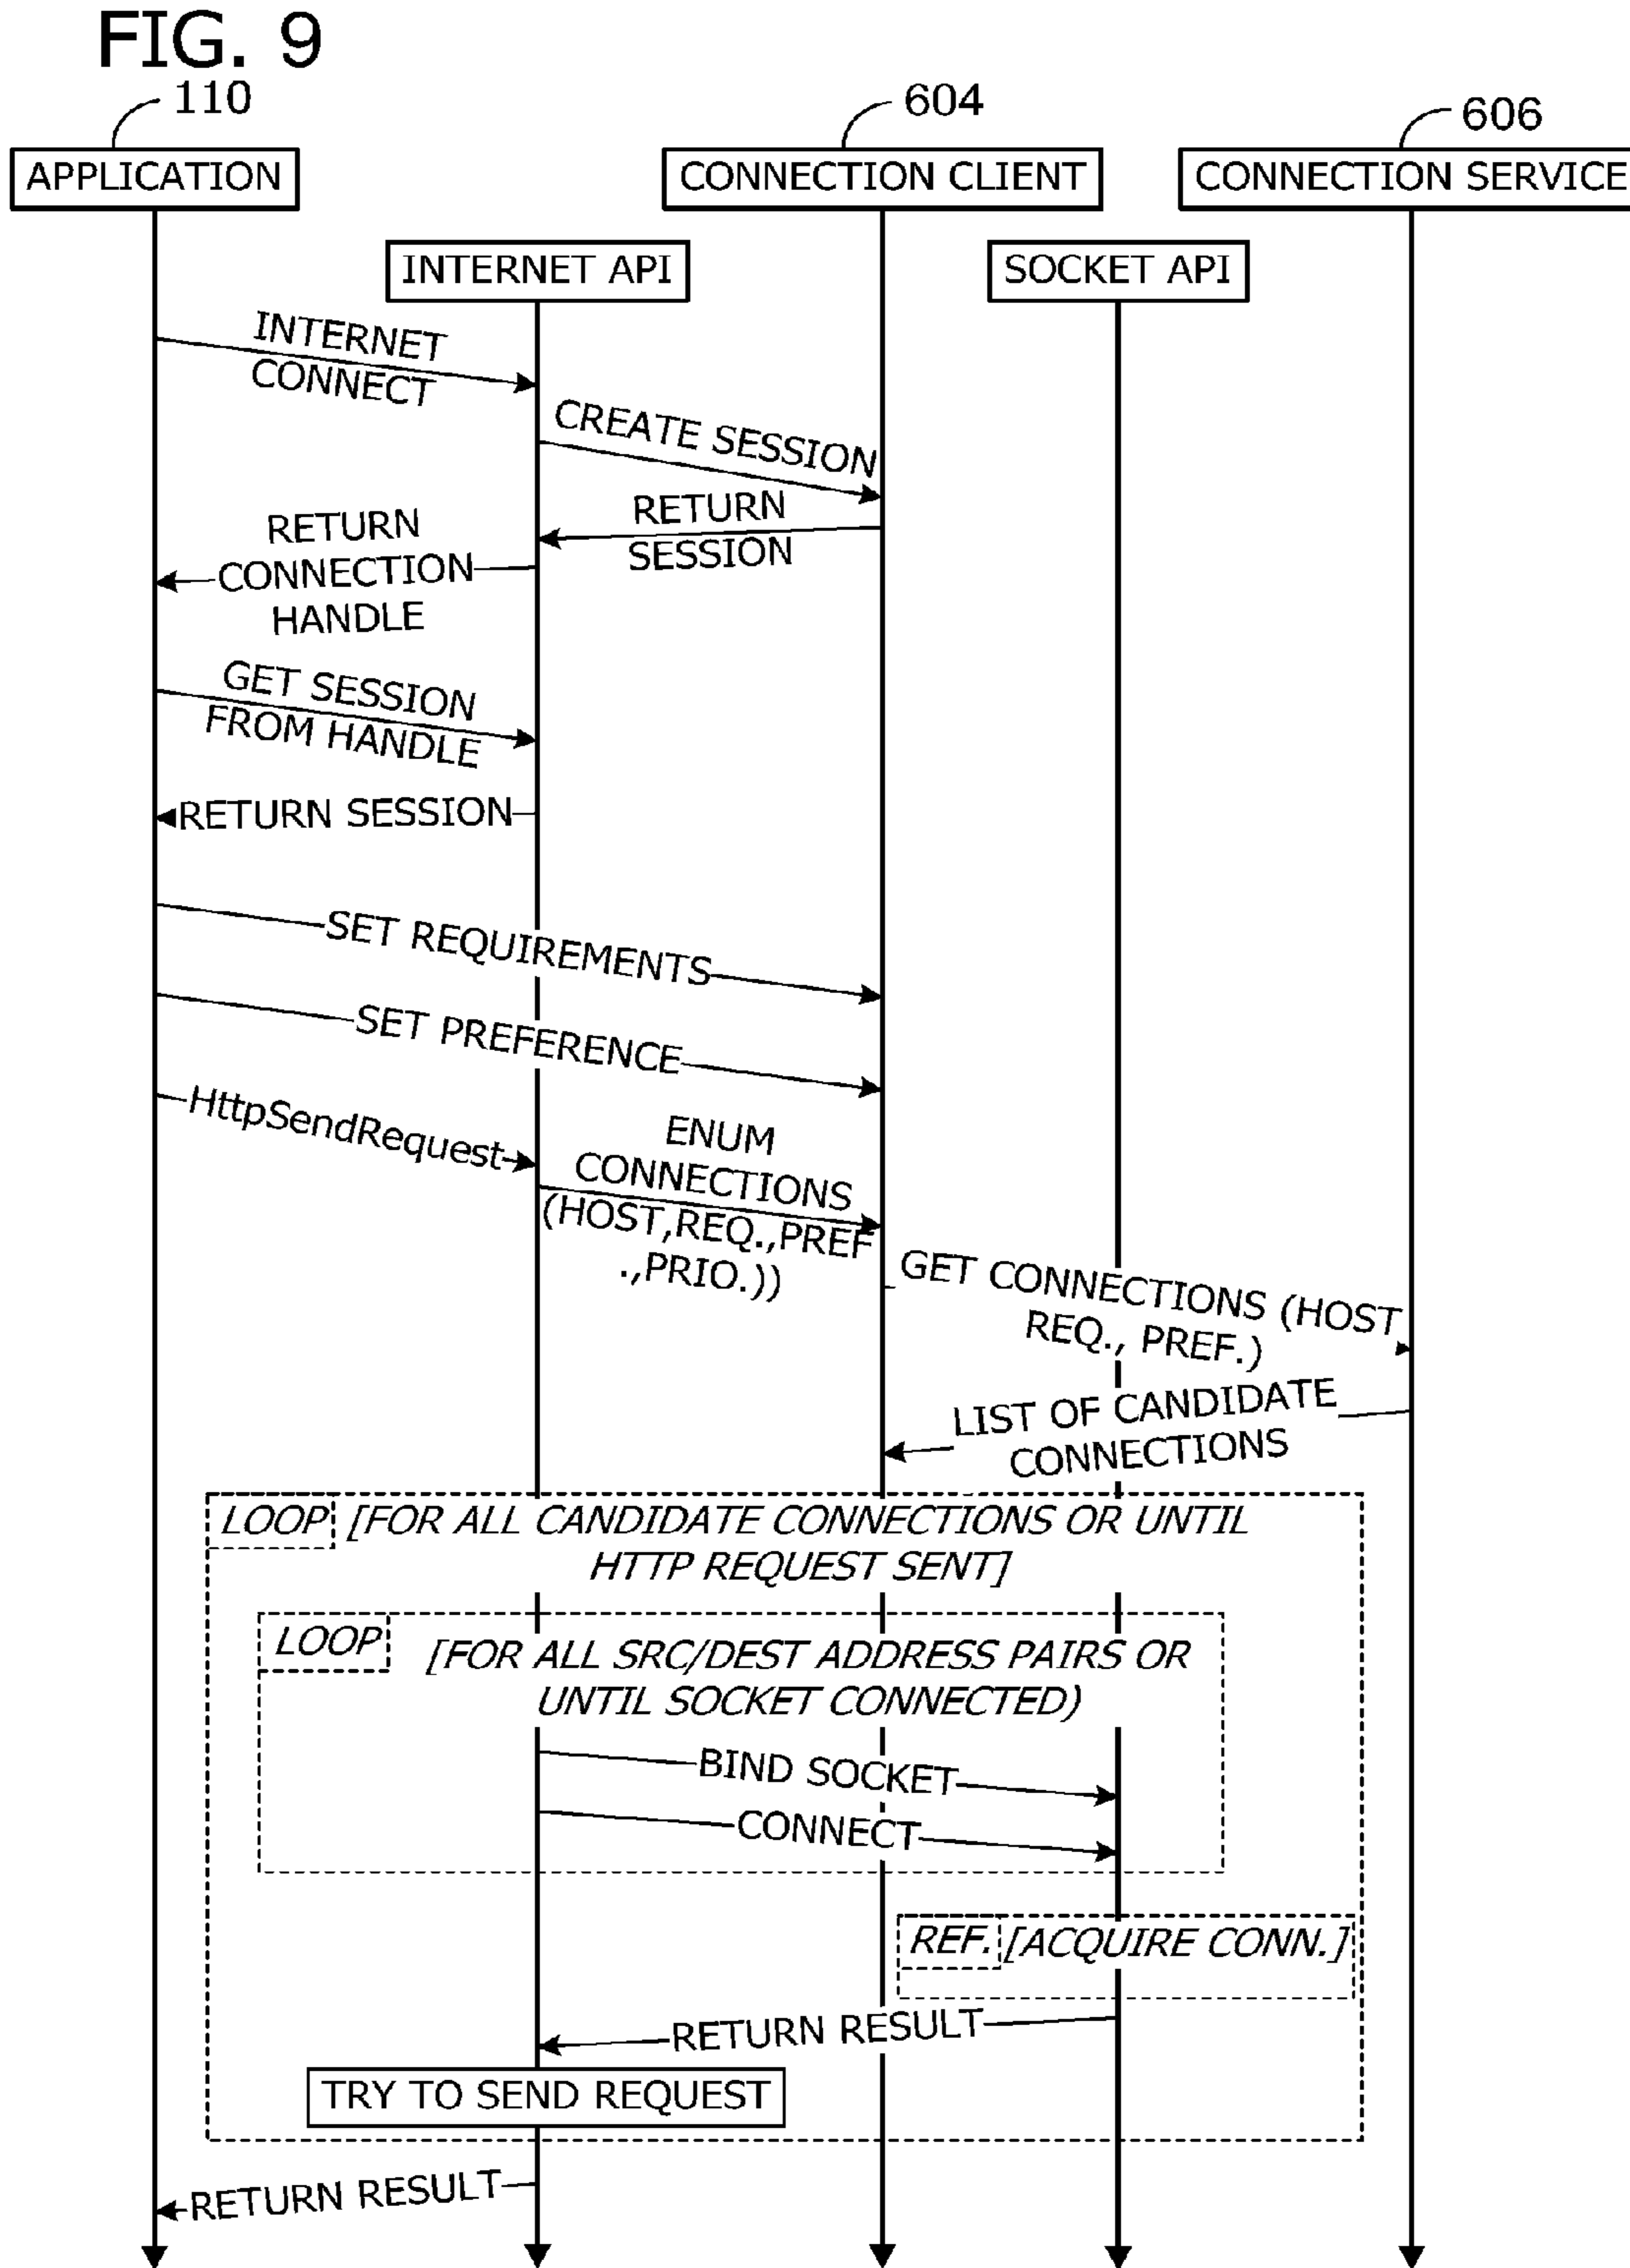 FIG. 9
110
604
606
APPLICATION
CONNECTION CLIENT
CONNECTION SERVICE
INTERNET API
SOCKET API
INTERNET
CONNECT
CREATE SESSION
RETURN
SESSION
RETURN
CONNECTION
HANDLE
GET SESSION
FROM HANDLE
RETURN SESSION
SET REQUIREMENTS
SET PREFERENCE
HttpSendRequest
ENUM
CONNECTIONS
(HOST,REQ.,PREF
.,PRIO.))
GET CONNECTIONS (HOST
REQ., PREF.)
LIST OF CANDIDATE
CONNECTIONS
LOOP [FOR ALL CANDIDATE CONNECTIONS OR UNTIL
HTTP REQUEST SENT]
LOOP [FOR ALL SRC/DEST ADDRESS PAIRS OR
UNTIL SOCKET CONNECTED)
BIND SOCKET
CONNECT
REF. [ACQUIRE CONN.]
RETURN RESULT
TRY TO SEND REQUEST
RETURN RESULT